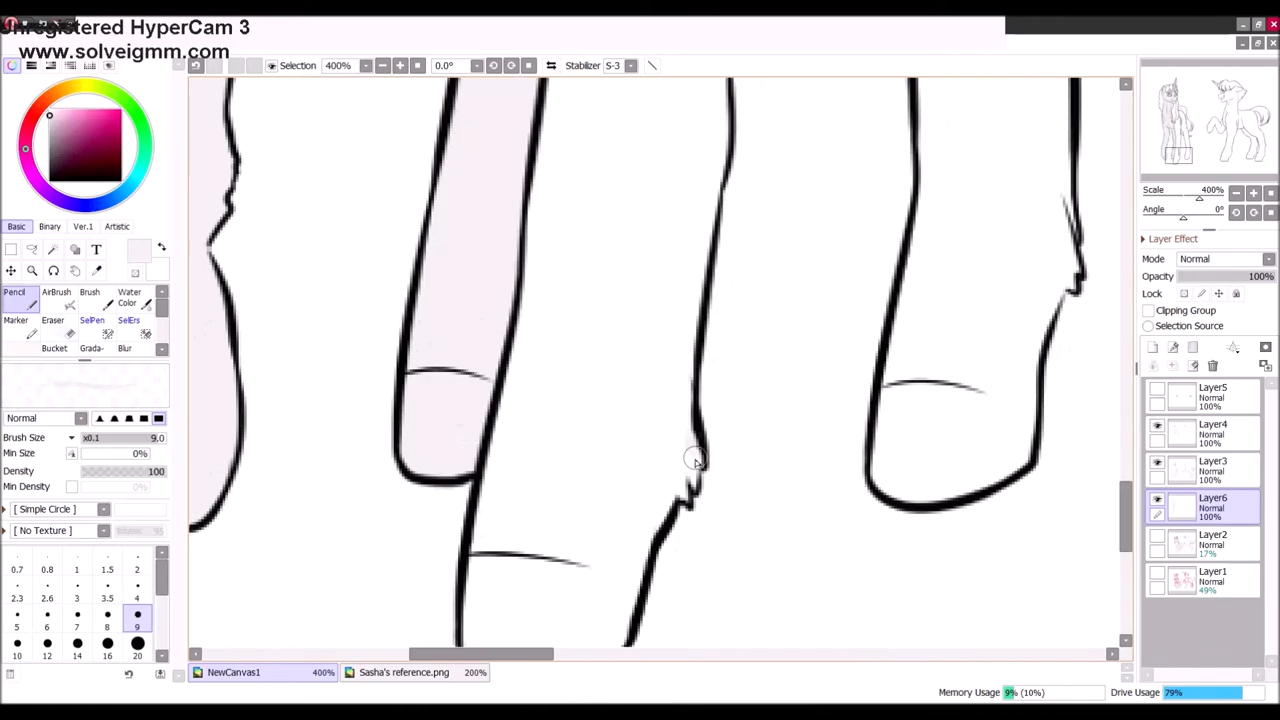 nregistered HyperCam 3
www.solveigmm.com
Selection 400% 0.0° Stabilizer S-3
Basic Binary Ver.1 Artistic
T
Pencil AirBrush Brush Water Color
Marker Eraser SelPen SelErs
Bucket Grada- Blur
Normal
Brush Size x0.1 9.0
Min Size 0%
Density 100
Min Density 0%
[ Simple Circle ]
[ No Texture ]
0.7 0.8 1 1.5 2
2.3 2.6 3 3.5 4
5 6 7 8 9
10 12 14 16 20
Scale 400%
Angle 0°
Layer Effect
Mode Normal
Opacity 100%
Lock
Clipping Group
Selection Source
Layer5
Normal
100%
Layer4
Normal
100%
Layer3
Normal
100%
Layer6
Normal
100%
Layer2
Normal
17%
Layer1
Normal
49%
NewCanvas1 400% Sasha's reference.png 200%
Memory Usage 9% (10%) Drive Usage 79%